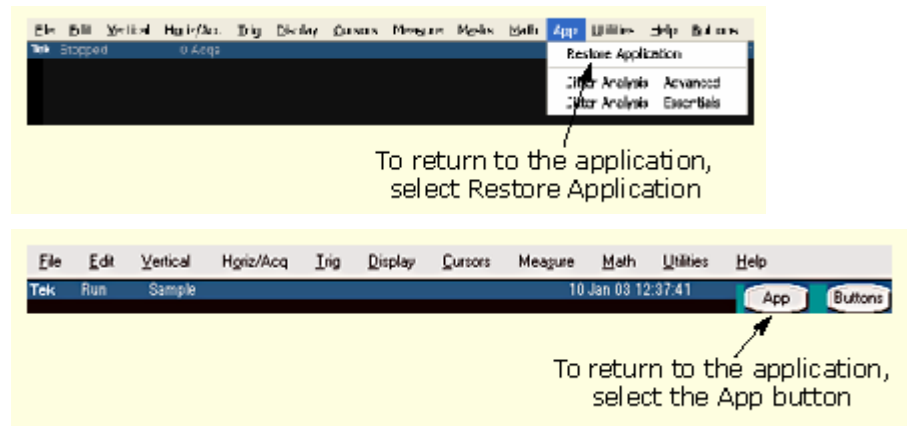 File Edit Vertical Horiz/Acq Trig Display Cursors Measure Masks Math App Utilities Help Buttons
Tek Stopped 0 Acqs
Restore Application
Jitter Analysis Advanced
Jitter Analysis Essentials
To return to the application,
select Restore Application
File Edit Vertical Horiz/Acq Trig Display Cursors Measure Math Utilities Help
Tek Run Sample 10 Jan 03 12:37:41 App Buttons
To return to the application,
select the App button